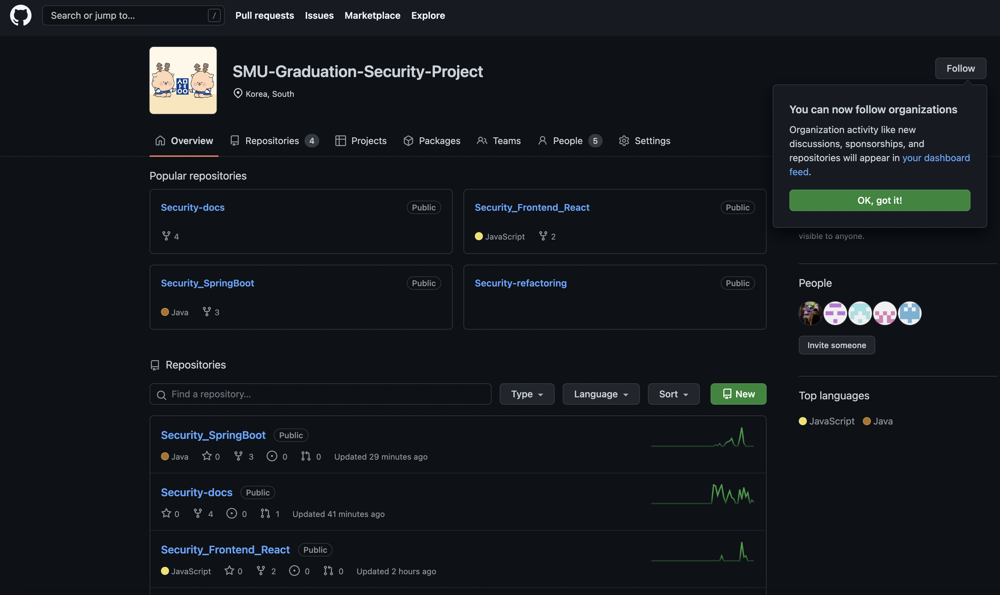 Search or jump to...
/
Pull requests
Issues
Marketplace
Explore
상명
SMU-Graduation-Security-Project
Korea, South
Follow
You can now follow organizations
Organization activity like new
discussions, sponsorships, and
repositories will appear in your dashboard
feed.
OK, got it!
visible to anyone.
Overview
Repositories 4
Projects
Packages
Teams
People 5
Settings
Popular repositories
Security-docs Public
4
Security_Frontend_React Public
JavaScript 2
Security_SpringBoot Public
Java 3
Security-refactoring Public
Repositories
Find a repository...
Type
Language
Sort
New
Security_SpringBoot Public
Java 0 3 0 0 Updated 29 minutes ago
Security-docs Public
0 4 0 1 Updated 41 minutes ago
Security_Frontend_React Public
JavaScript 0 2 0 0 Updated 2 hours ago
People
Invite someone
Top languages
JavaScript Java